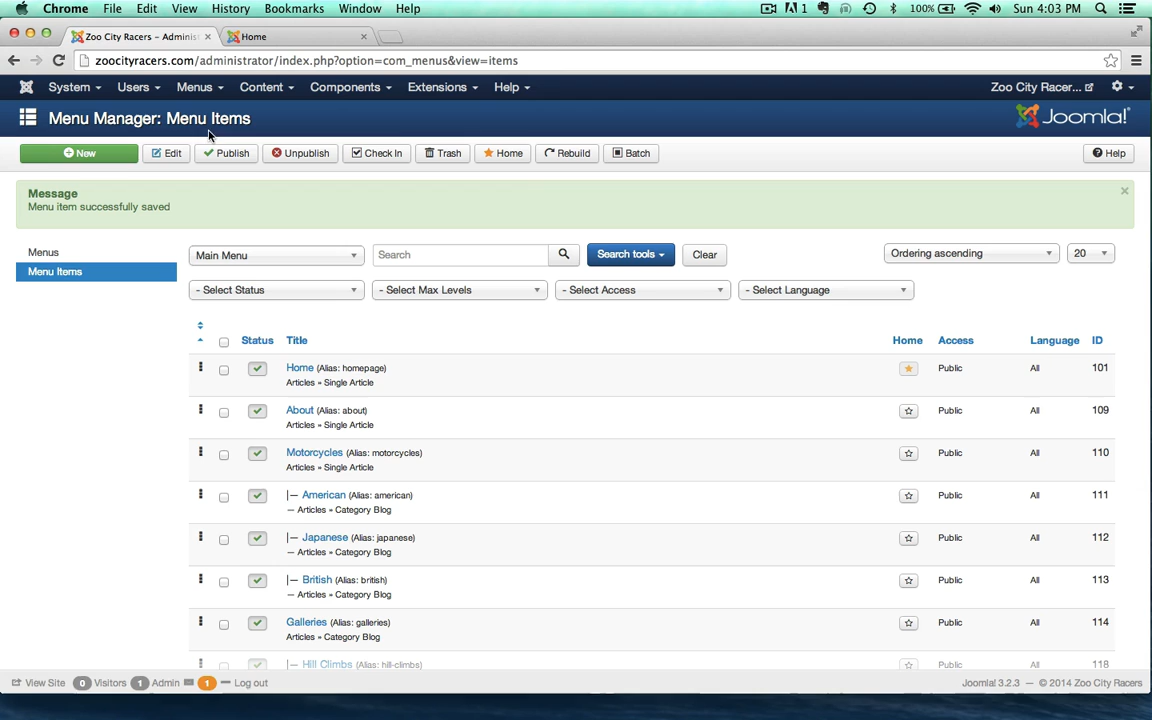 Chrome File Edit View History Bookmarks Window Help 1 100% Sun 4:03 PM
Zoo City Racers - Adminis × Home ×
zoocityracers.com/administrator/index.php?option=com_menus&view=items
System Users Menus Content Components Extensions Help Zoo City Racer...
Menu Manager: Menu Items Joomla!®
New Edit Publish Unpublish Check In Trash Home Rebuild Batch Help
Message
Menu item successfully saved
×
Menus
Menu Items
Main Menu Search Search tools Clear Ordering ascending 20
- Select Status - Select Max Levels - Select Access - Select Language
Status Title Home Access Language ID
Home (Alias: homepage) Public All 101
Articles » Single Article
About (Alias: about) Public All 109
Articles » Single Article
Motorcycles (Alias: motorcycles) Public All 110
Articles » Single Article
|— American (Alias: american) Public All 111
— Articles » Category Blog
|— Japanese (Alias: japanese) Public All 112
— Articles » Category Blog
|— British (Alias: british) Public All 113
— Articles » Category Blog
Galleries (Alias: galleries) Public All 114
Articles » Category Blog
|— Hill Climbs (Alias: hill-climbs) Public All 118
View Site 0 Visitors 1 Admin 1 Log out Joomla! 3.2.3 — © 2014 Zoo City Racers